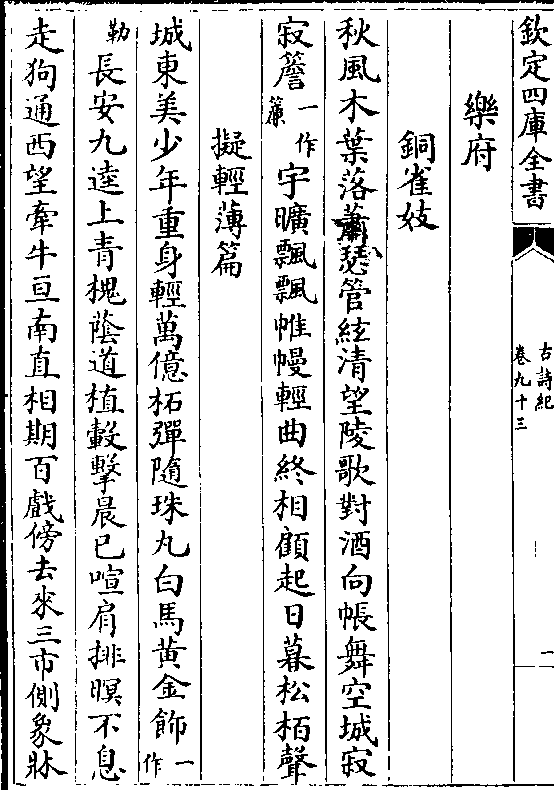 欽定四庫全書
古詩紀
卷九十三
一
樂府
銅雀妓
秋風木葉落蕭瑟管絃清望陵歌對酒向帳舞空城寂
寂簷一作簾宇曠飄飄帷幔輕曲終相顧起日暮松栢聲
擬輕薄篇
城東美少年重身輕萬億柘彈隨珠丸白馬黄金飾一作
勒長安九逵上青槐蔭道植轂擊晨已喧肩排暝不息
走狗通西望牽牛亘南直相期百戲傍去來三市側象牀